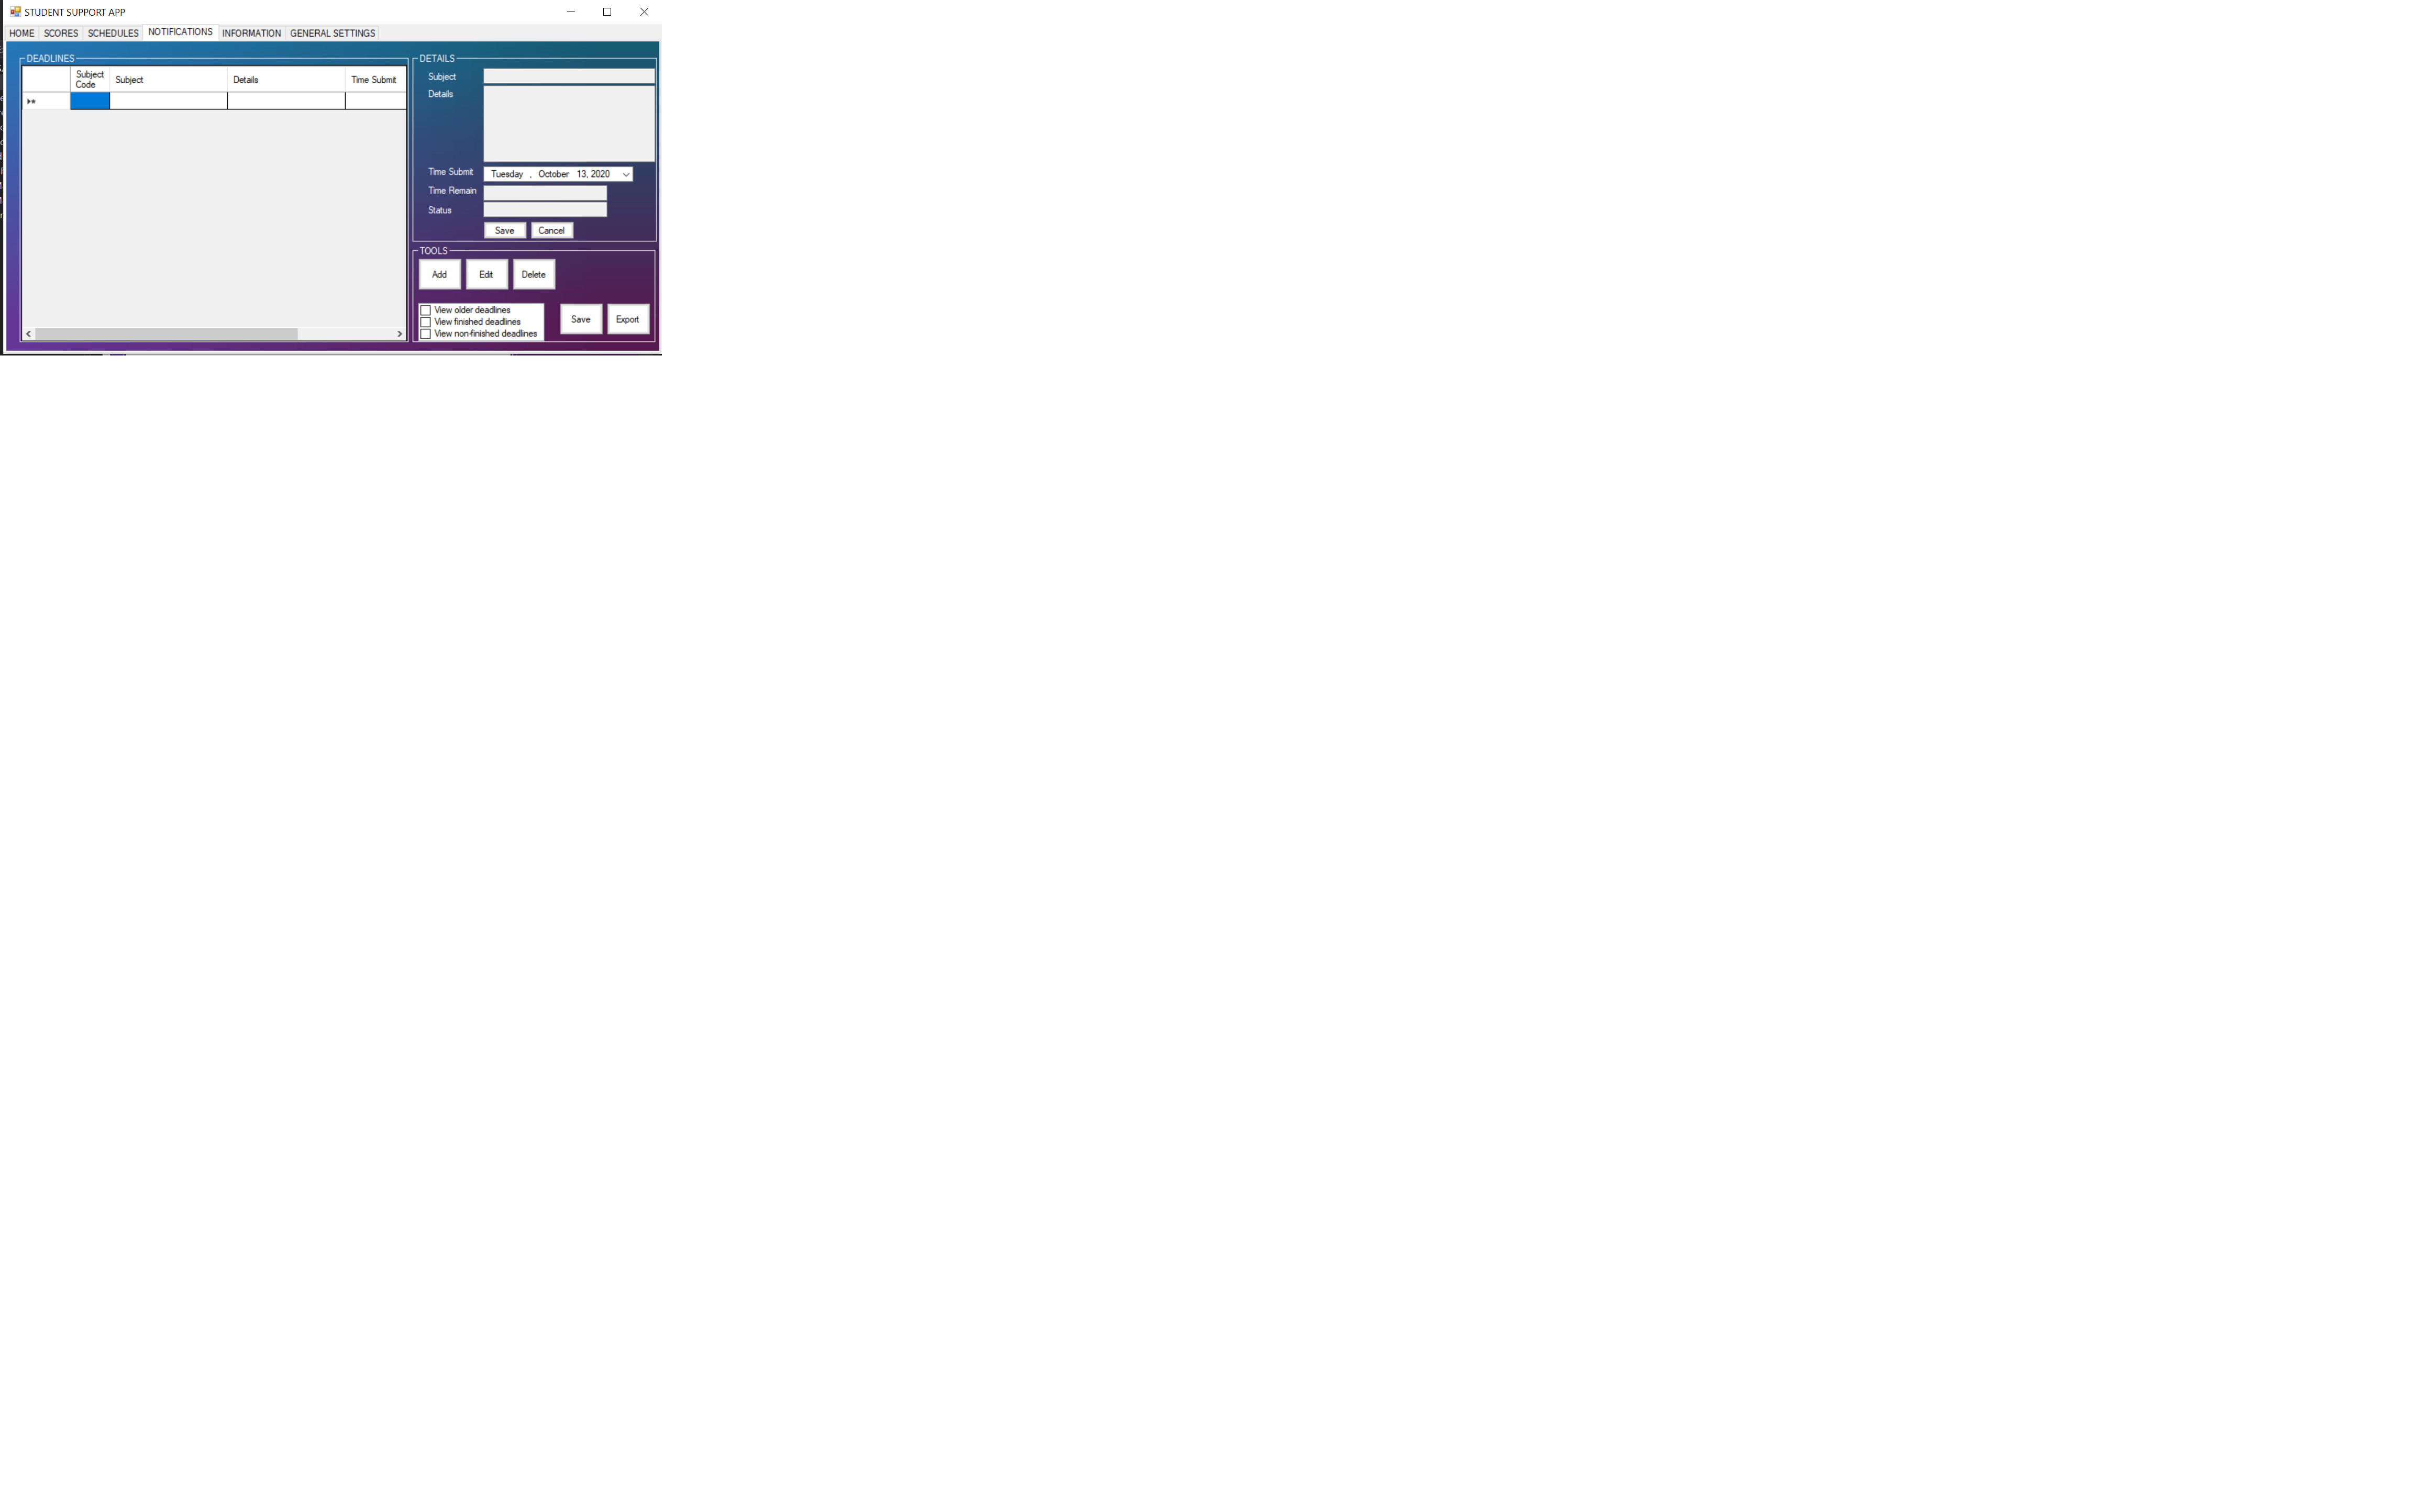 STUDENT SUPPORT APP
HOME SCORES SCHEDULES NOTIFICATIONS INFORMATION GENERAL SETTINGS
DEADLINES
Subject Code Subject Details Time Submit
DETAILS
Subject
Details
Time Submit Tuesday , October 13, 2020
Time Remain
Status
Save Cancel
TOOLS
Add Edit Delete
View older deadlines
View finished deadlines
View non-finished deadlines
Save Export